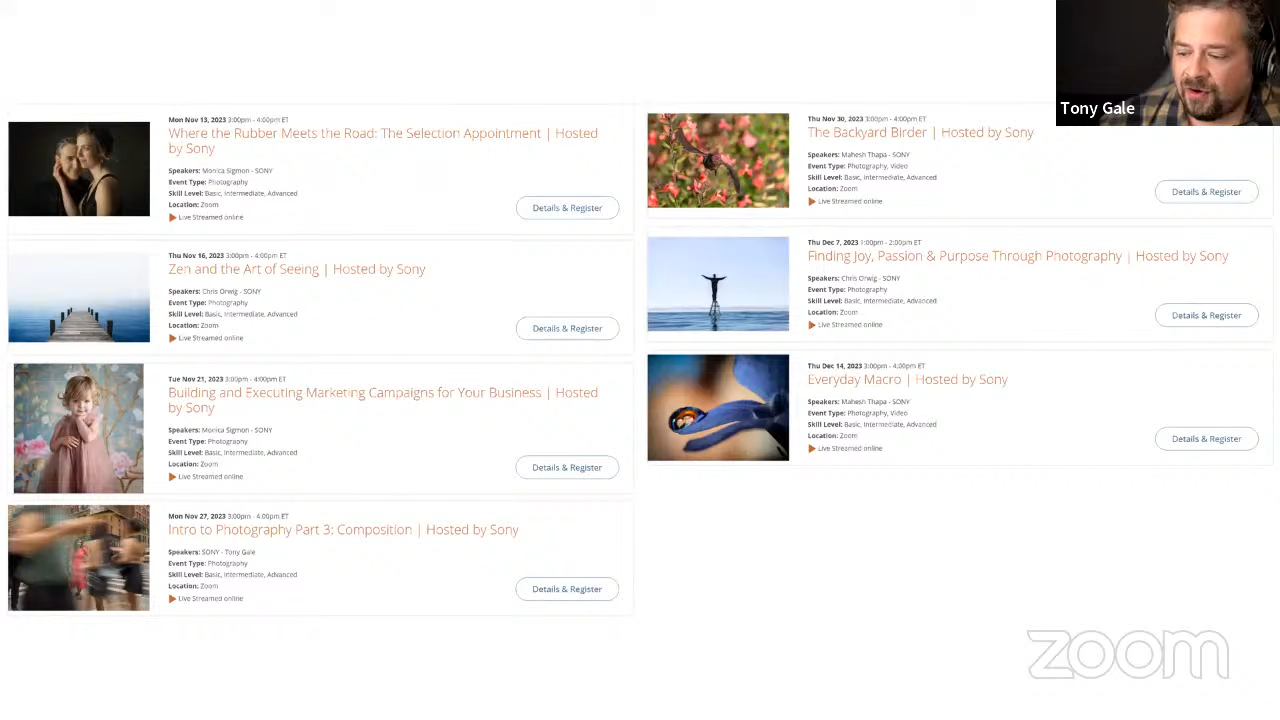 Mon Nov 13, 2023 3:00pm - 4:00pm ET
Where the Rubber Meets the Road: The Selection Appointment | Hosted
by Sony
Speakers: Monica Sigmon - SONY
Event Type: Photography
Skill Level: Basic, Intermediate, Advanced
Location: Zoom
Live Streamed online
Details & Register
Thu Nov 16, 2023 3:00pm - 4:00pm ET
Zen and the Art of Seeing | Hosted by Sony
Speakers: Chris Orwig - SONY
Event Type: Photography
Skill Level: Basic, Intermediate, Advanced
Location: Zoom
Live Streamed online
Details & Register
Tue Nov 21, 2023 3:00pm - 4:00pm ET
Building and Executing Marketing Campaigns for Your Business | Hosted
by Sony
Speakers: Monica Sigmon - SONY
Event Type: Photography
Skill Level: Basic, Intermediate, Advanced
Location: Zoom
Live Streamed online
Details & Register
Mon Nov 27, 2023 3:00pm - 4:00pm ET
Intro to Photography Part 3: Composition | Hosted by Sony
Speakers: SONY - Tony Gale
Event Type: Photography
Skill Level: Basic, Intermediate, Advanced
Location: Zoom
Live Streamed online
Details & Register
Thu Nov 30, 2023 3:00pm - 4:00pm ET
The Backyard Birder | Hosted by Sony
Speakers: Mahesh Thapa - SONY
Event Type: Photography, Video
Skill Level: Basic, Intermediate, Advanced
Location: Zoom
Live Streamed online
Details & Register
Thu Dec 7, 2023 1:00pm - 2:00pm ET
Finding Joy, Passion & Purpose Through Photography | Hosted by Sony
Speakers: Chris Orwig - SONY
Event Type: Photography
Skill Level: Basic, Intermediate, Advanced
Location: Zoom
Live Streamed online
Details & Register
Thu Dec 14, 2023 3:00pm - 4:00pm ET
Everyday Macro | Hosted by Sony
Speakers: Mahesh Thapa - SONY
Event Type: Photography, Video
Skill Level: Basic, Intermediate, Advanced
Location: Zoom
Live Streamed online
Details & Register
Tony Gale
zoom